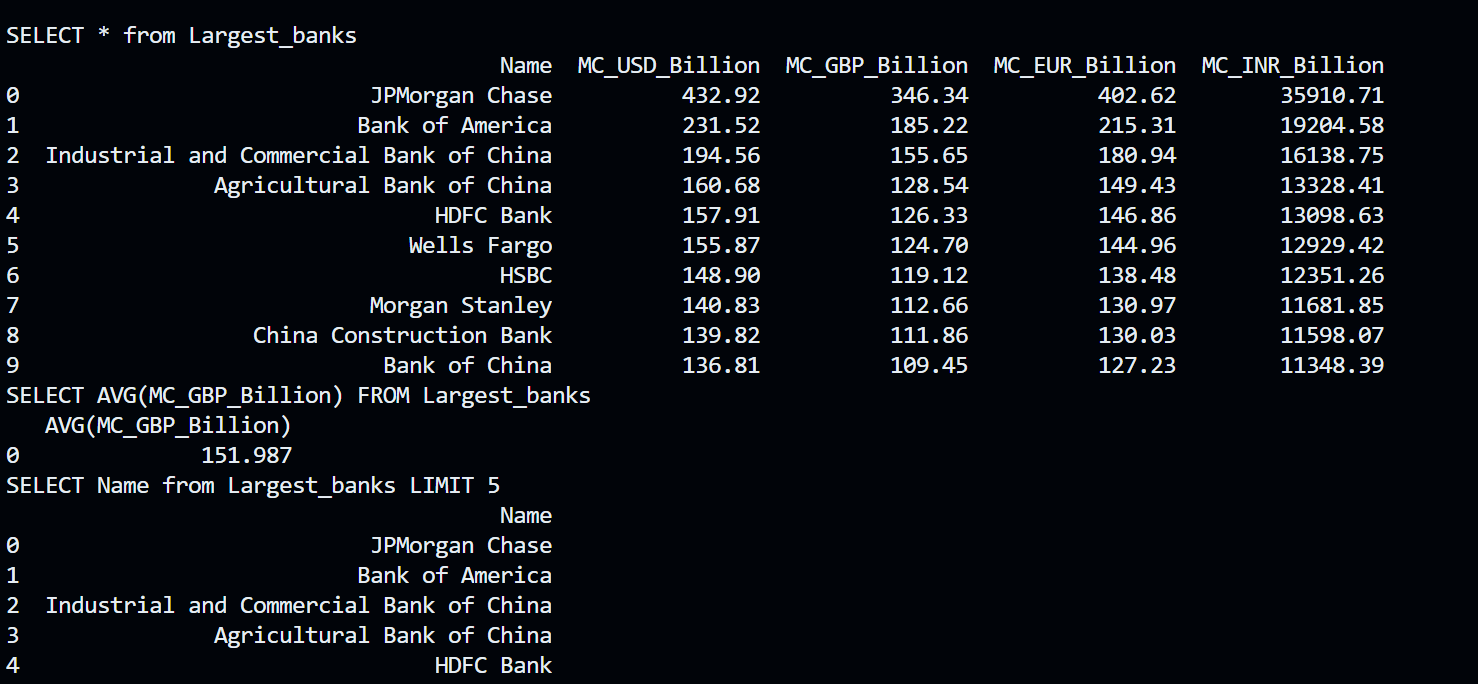 SELECT * from Largest_banks
Name MC_USD_Billion MC_GBP_Billion MC_EUR_Billion MC_INR_Billion
0 JPMorgan Chase 432.92 346.34 402.62 35910.71
1 Bank of America 231.52 185.22 215.31 19204.58
2 Industrial and Commercial Bank of China 194.56 155.65 180.94 16138.75
3 Agricultural Bank of China 160.68 128.54 149.43 13328.41
4 HDFC Bank 157.91 126.33 146.86 13098.63
5 Wells Fargo 155.87 124.70 144.96 12929.42
6 HSBC 148.90 119.12 138.48 12351.26
7 Morgan Stanley 140.83 112.66 130.97 11681.85
8 China Construction Bank 139.82 111.86 130.03 11598.07
9 Bank of China 136.81 109.45 127.23 11348.39
SELECT AVG(MC_GBP_Billion) FROM Largest_banks
AVG(MC_GBP_Billion)
0 151.987
SELECT Name from Largest_banks LIMIT 5
Name
0 JPMorgan Chase
1 Bank of America
2 Industrial and Commercial Bank of China
3 Agricultural Bank of China
4 HDFC Bank